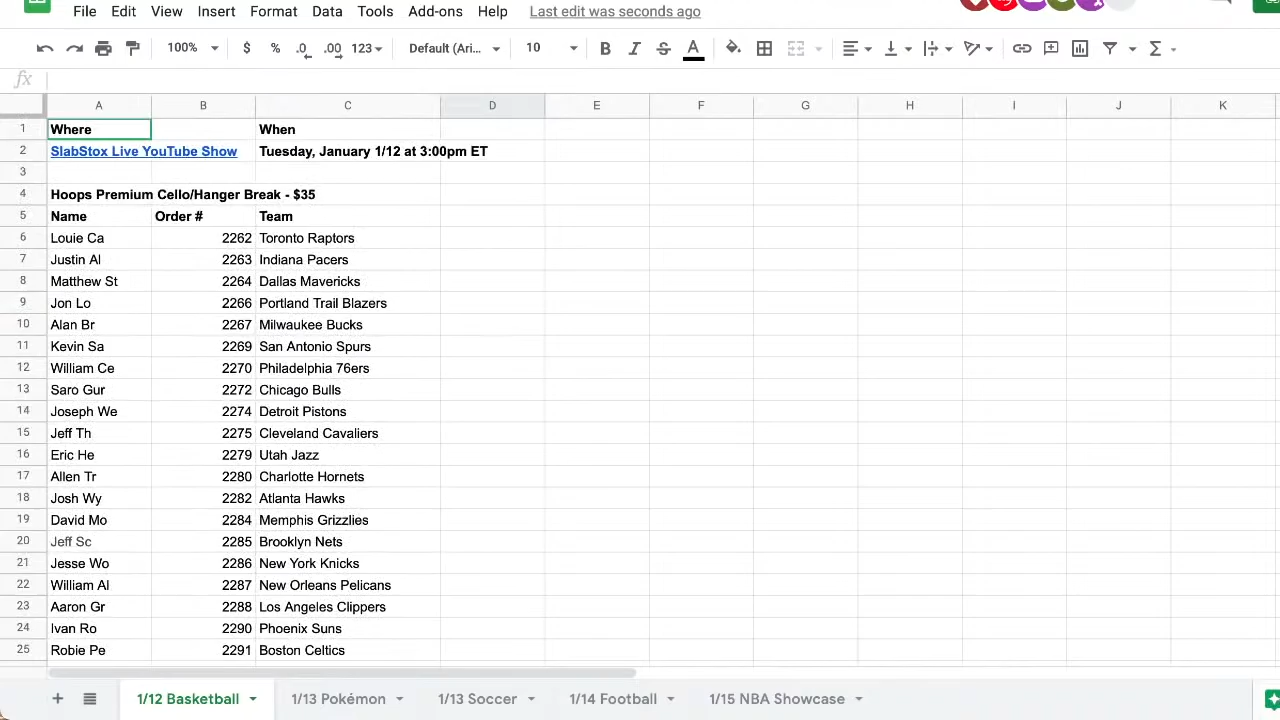 File Edit View Insert Format Data Tools Add-ons Help Last edit was seconds ago
100% $ % .0 .00 123 Default (Ari... 10 B I S A Σ
fx
A B C D E F G H I J K
1 Where When
2 SlabStox Live YouTube Show Tuesday, January 1/12 at 3:00pm ET
3
4 Hoops Premium Cello/Hanger Break - $35
5 Name Order # Team
6 Louie Ca 2262 Toronto Raptors
7 Justin Al 2263 Indiana Pacers
8 Matthew St 2264 Dallas Mavericks
9 Jon Lo 2266 Portland Trail Blazers
10 Alan Br 2267 Milwaukee Bucks
11 Kevin Sa 2269 San Antonio Spurs
12 William Ce 2270 Philadelphia 76ers
13 Saro Gur 2272 Chicago Bulls
14 Joseph We 2274 Detroit Pistons
15 Jeff Th 2275 Cleveland Cavaliers
16 Eric He 2279 Utah Jazz
17 Allen Tr 2280 Charlotte Hornets
18 Josh Wy 2282 Atlanta Hawks
19 David Mo 2284 Memphis Grizzlies
20 Jeff Sc 2285 Brooklyn Nets
21 Jesse Wo 2286 New York Knicks
22 William Al 2287 New Orleans Pelicans
23 Aaron Gr 2288 Los Angeles Clippers
24 Ivan Ro 2290 Phoenix Suns
25 Robie Pe 2291 Boston Celtics
+ 1/12 Basketball 1/13 Pokémon 1/13 Soccer 1/14 Football 1/15 NBA Showcase